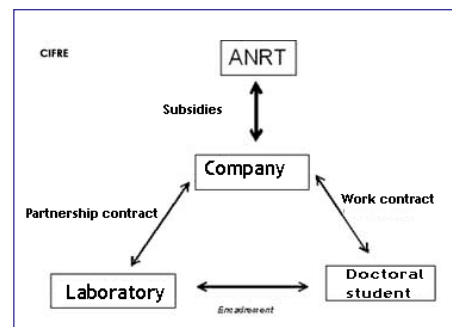 CIFRE
ANRT
Subsidies
Company
Partnership contract
Work contract
Laboratory
Doctoral
student
Encadrement